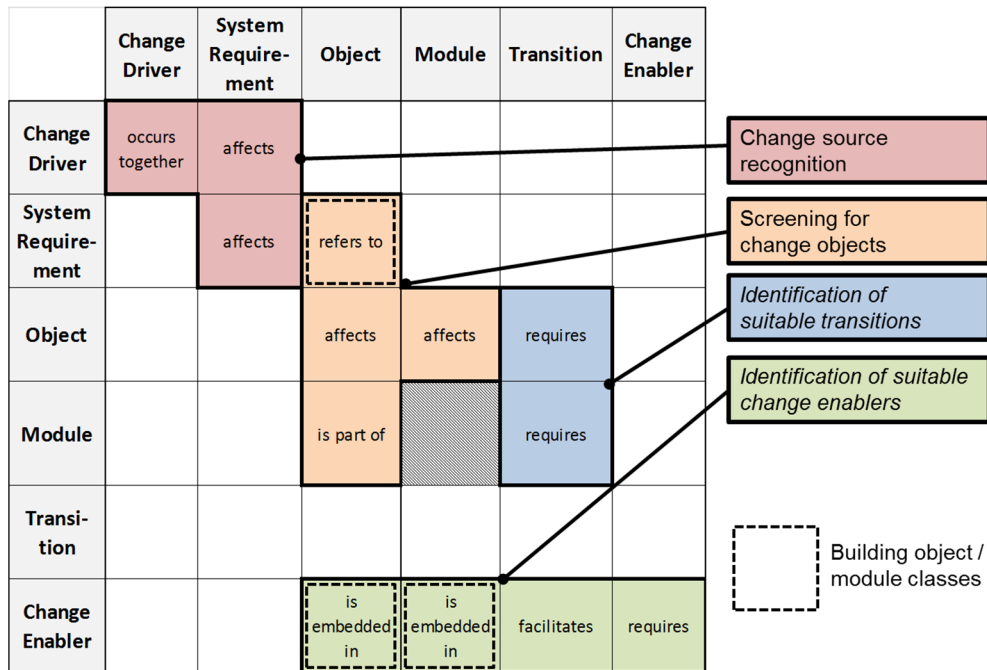 Change
Driver
System
Require-
ment
Object
Module
Transition
Change
Enabler
Change
Driver
occurs
together
affects
System
Require-
ment
affects
refers to
Object
affects
affects
requires
Module
is part of
requires
Transi-
tion
Change
Enabler
is
embedded
in
is
embedded
in
facilitates
requires
Change source
recognition
Screening for
change objects
Identification of
suitable transitions
Identification of suitable
change enablers
Building object /
module classes